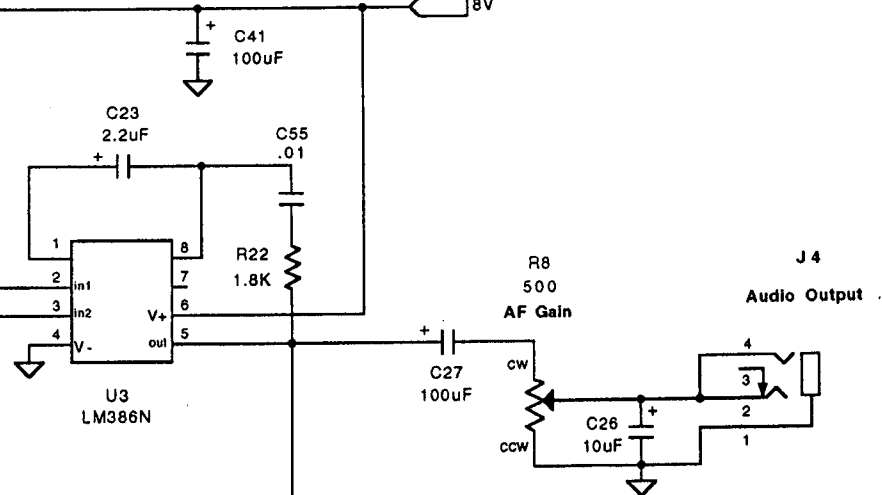 8V
+
C41
100uF
C23
2.2uF
+
C55
.01
1
8
R22
1.8K
2
in1
7
3
in2
V+
6
4
V-
out
5
U3
LM386N
+
C27
100uF
R8
500
AF Gain
CW
CCW
C26
10uF
+
J4
Audio Output
4
3
2
1